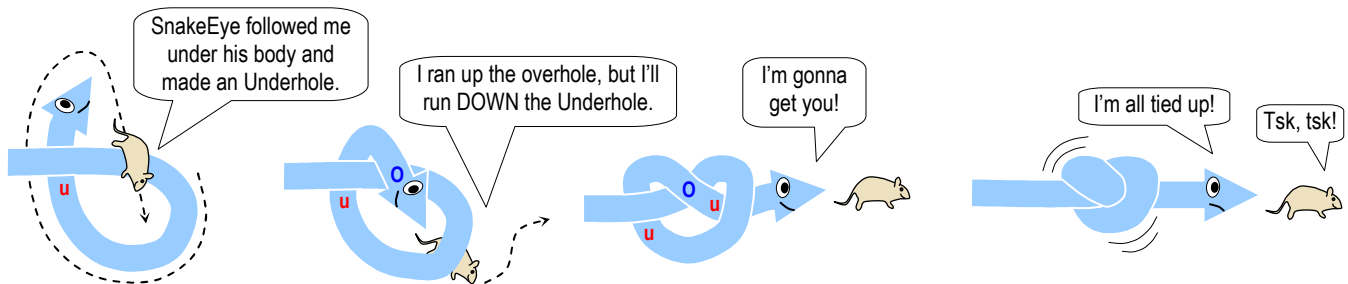 SnakeEye followed me
under his body and
made an Underhole.
u
I ran up the overhole, but I’ll
run DOWN the Underhole.
O
u
I’m gonna
get you!
O
u
u
I’m all tied up!
Tsk, tsk!